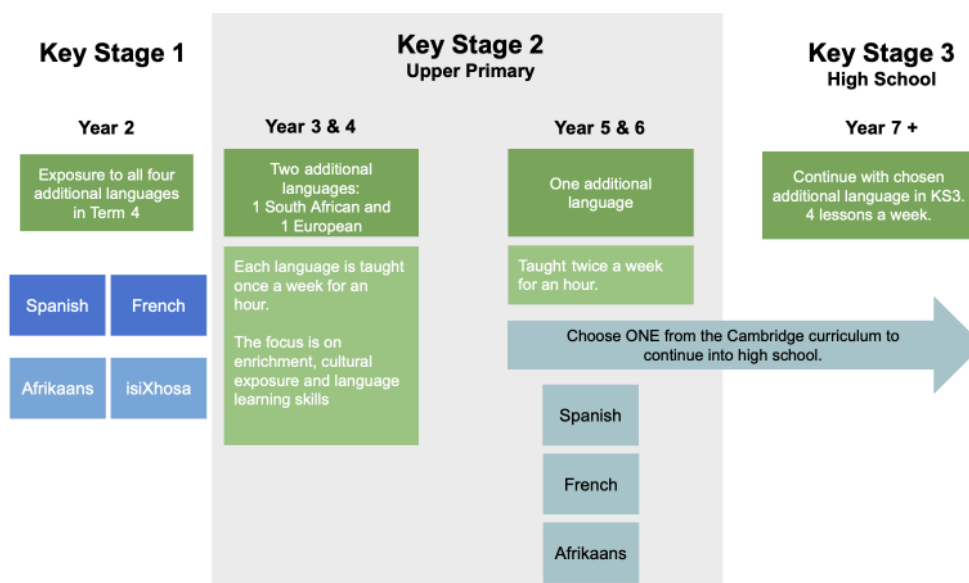 Key Stage 1
Year 2
Exposure to all four
additional languages
in Term 4
Spanish
French
Afrikaans
isiXhosa
Key Stage 2
Upper Primary
Year 3 & 4
Two additional
languages:
1 South African and
1 European
Each language is taught
once a week for an
hour.
The focus is on
enrichment, cultural
exposure and language
learning skills
Year 5 & 6
One additional
language
Taught twice a week
for an hour.
Choose ONE from the Cambridge curriculum to
continue into high school.
Spanish
French
Afrikaans
Key Stage 3
High School
Year 7 +
Continue with chosen
additional language in KS3.
4 lessons a week.